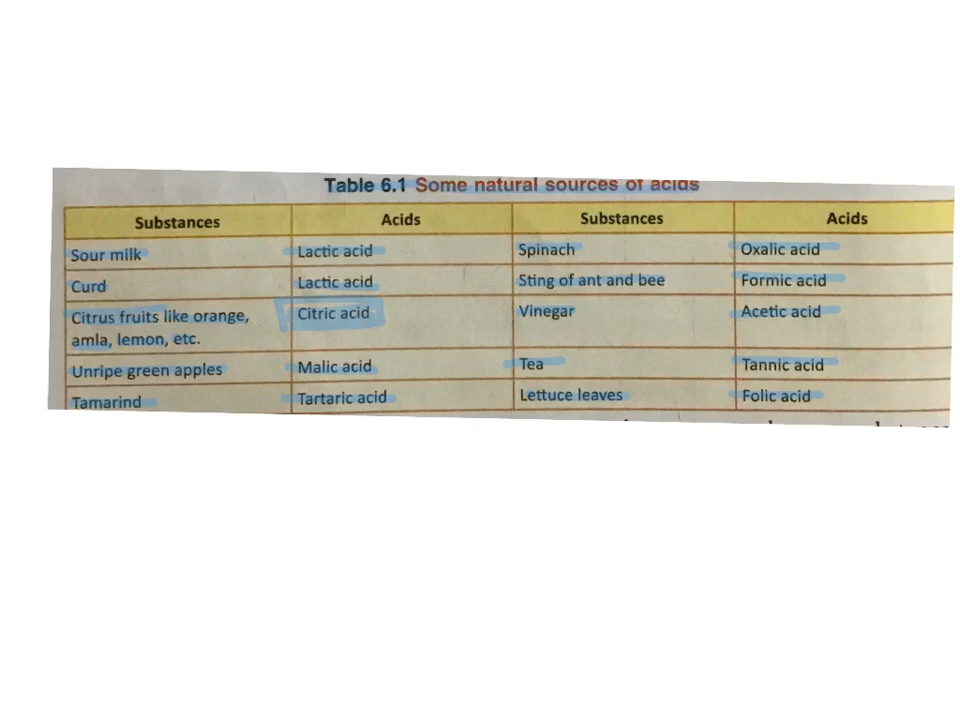 Table 6.1 Some natural sources of acids
Substances Acids Substances Acids
Sour milk Lactic acid Spinach Oxalic acid
Curd Lactic acid Sting of ant and bee Formic acid
Citrus fruits like orange, Citric acid Vinegar Acetic acid
amla, lemon, etc.
Unripe green apples Malic acid Tea Tannic acid
Tamarind Tartaric acid Lettuce leaves Folic acid